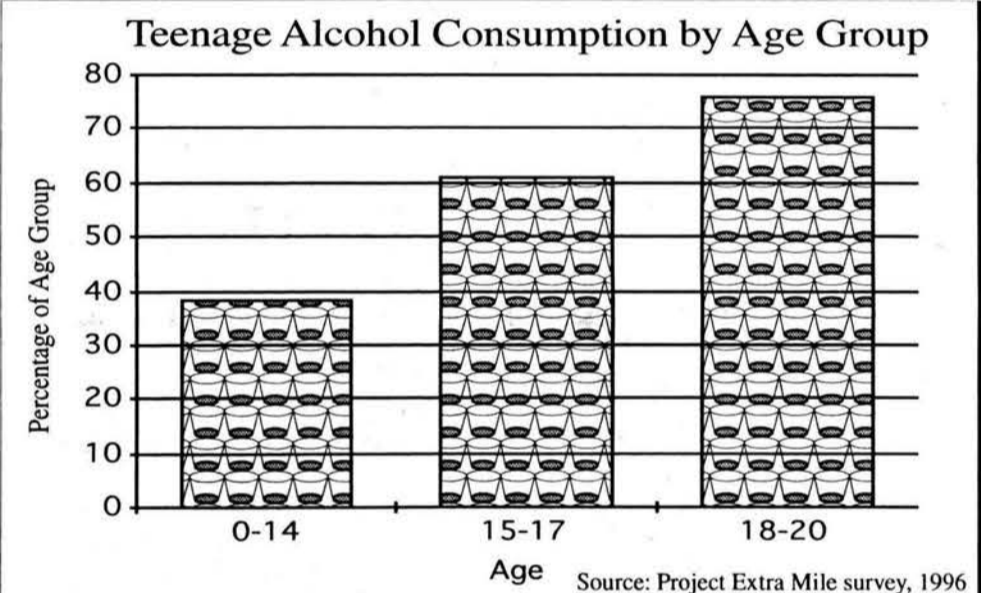 Teenage Alcohol Consumption by Age Group
80
70
60
50
40
30
20
10
0
Percentage of Age Group
0-14 15-17 18-20
Age
Source: Project Extra Mile survey, 1996